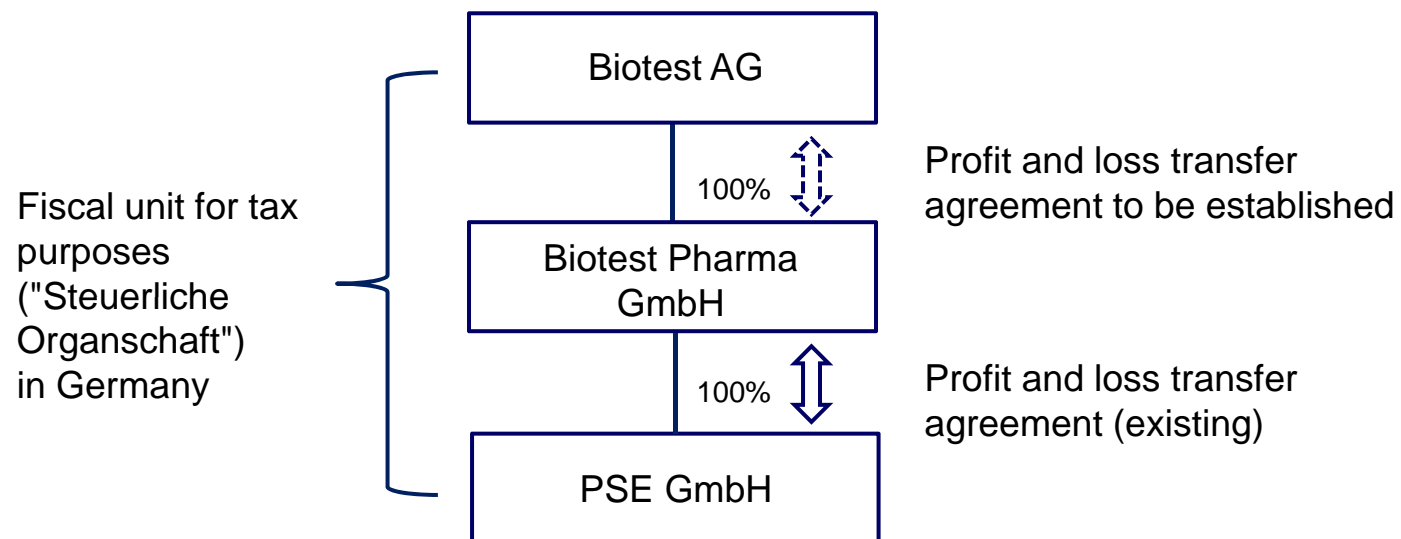 Biotest AG
100%
Profit and loss transfer
agreement to be established
Fiscal unit for tax
purposes
("Steuerliche
Organschaft")
in Germany
Biotest Pharma
GmbH
100%
Profit and loss transfer
agreement (existing)
PSE GmbH